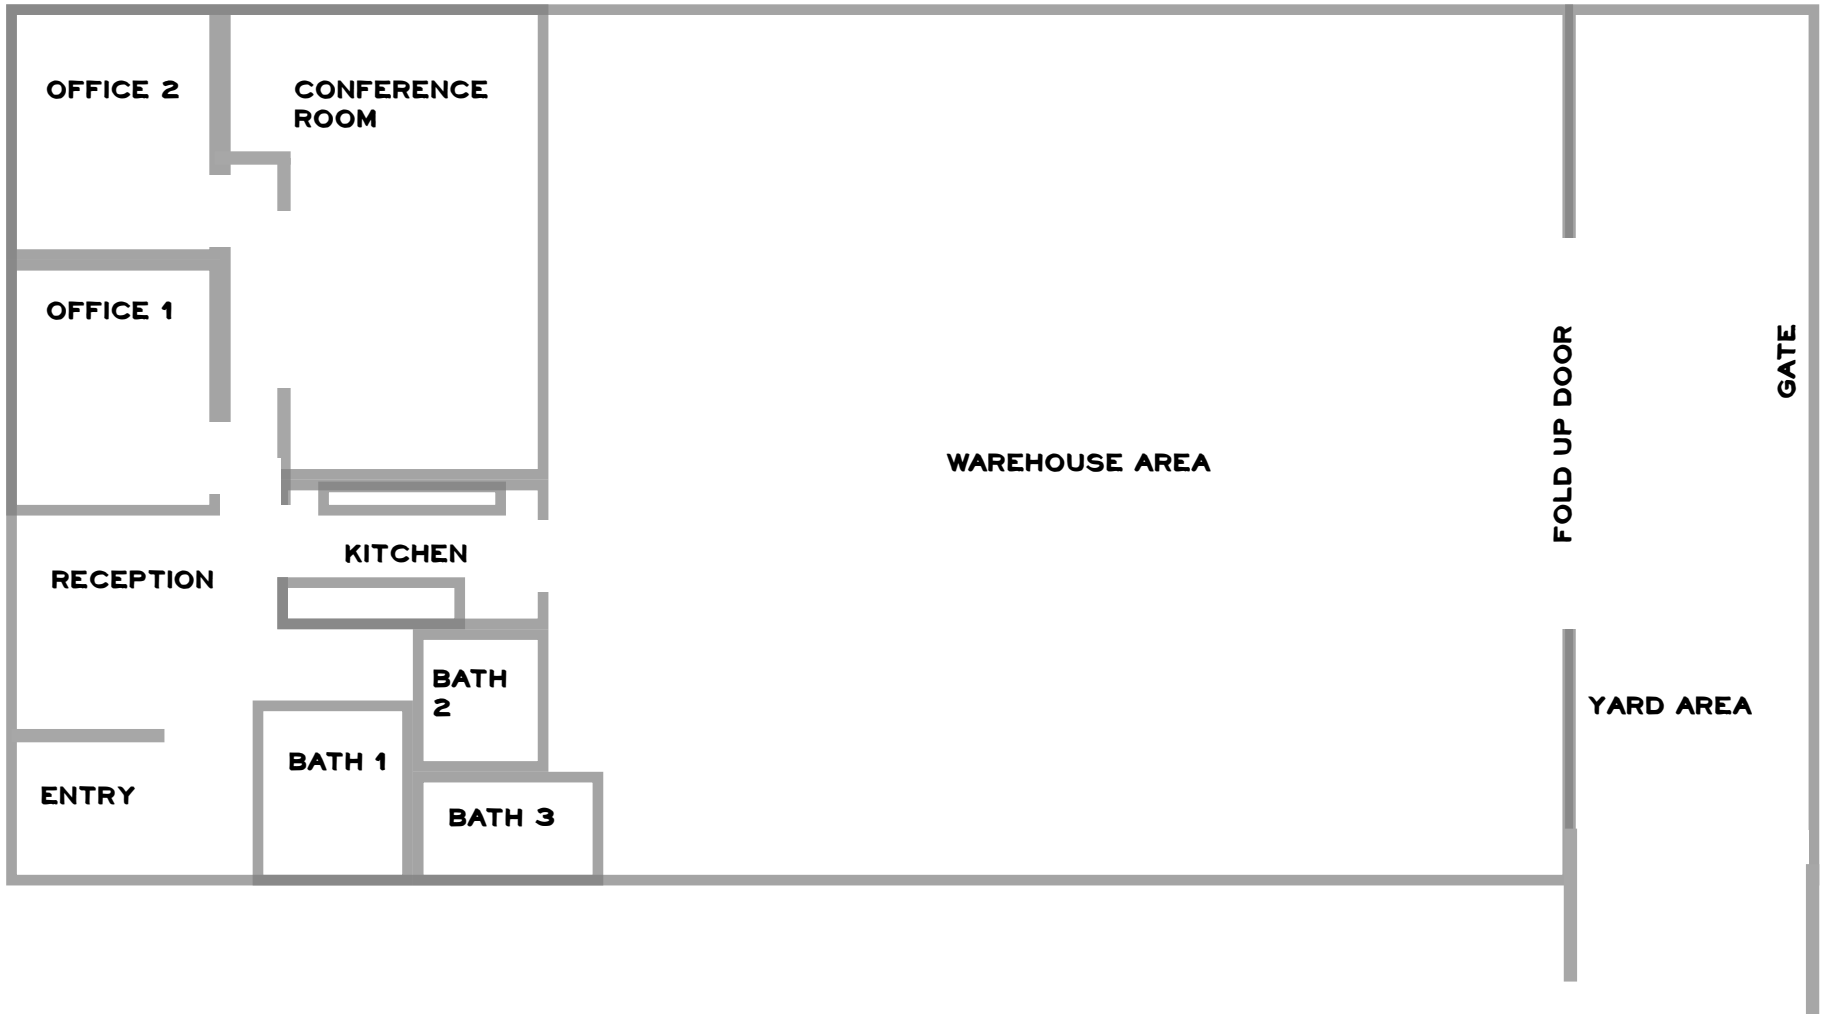 OFFICE 2
CONFERENCE
ROOM
OFFICE 1
GATE
FOLD UP DOOR
WAREHOUSE AREA
KITCHEN
RECEPTION
BATH
2
YARD AREA
BATH 1
ENTRY
BATH 3